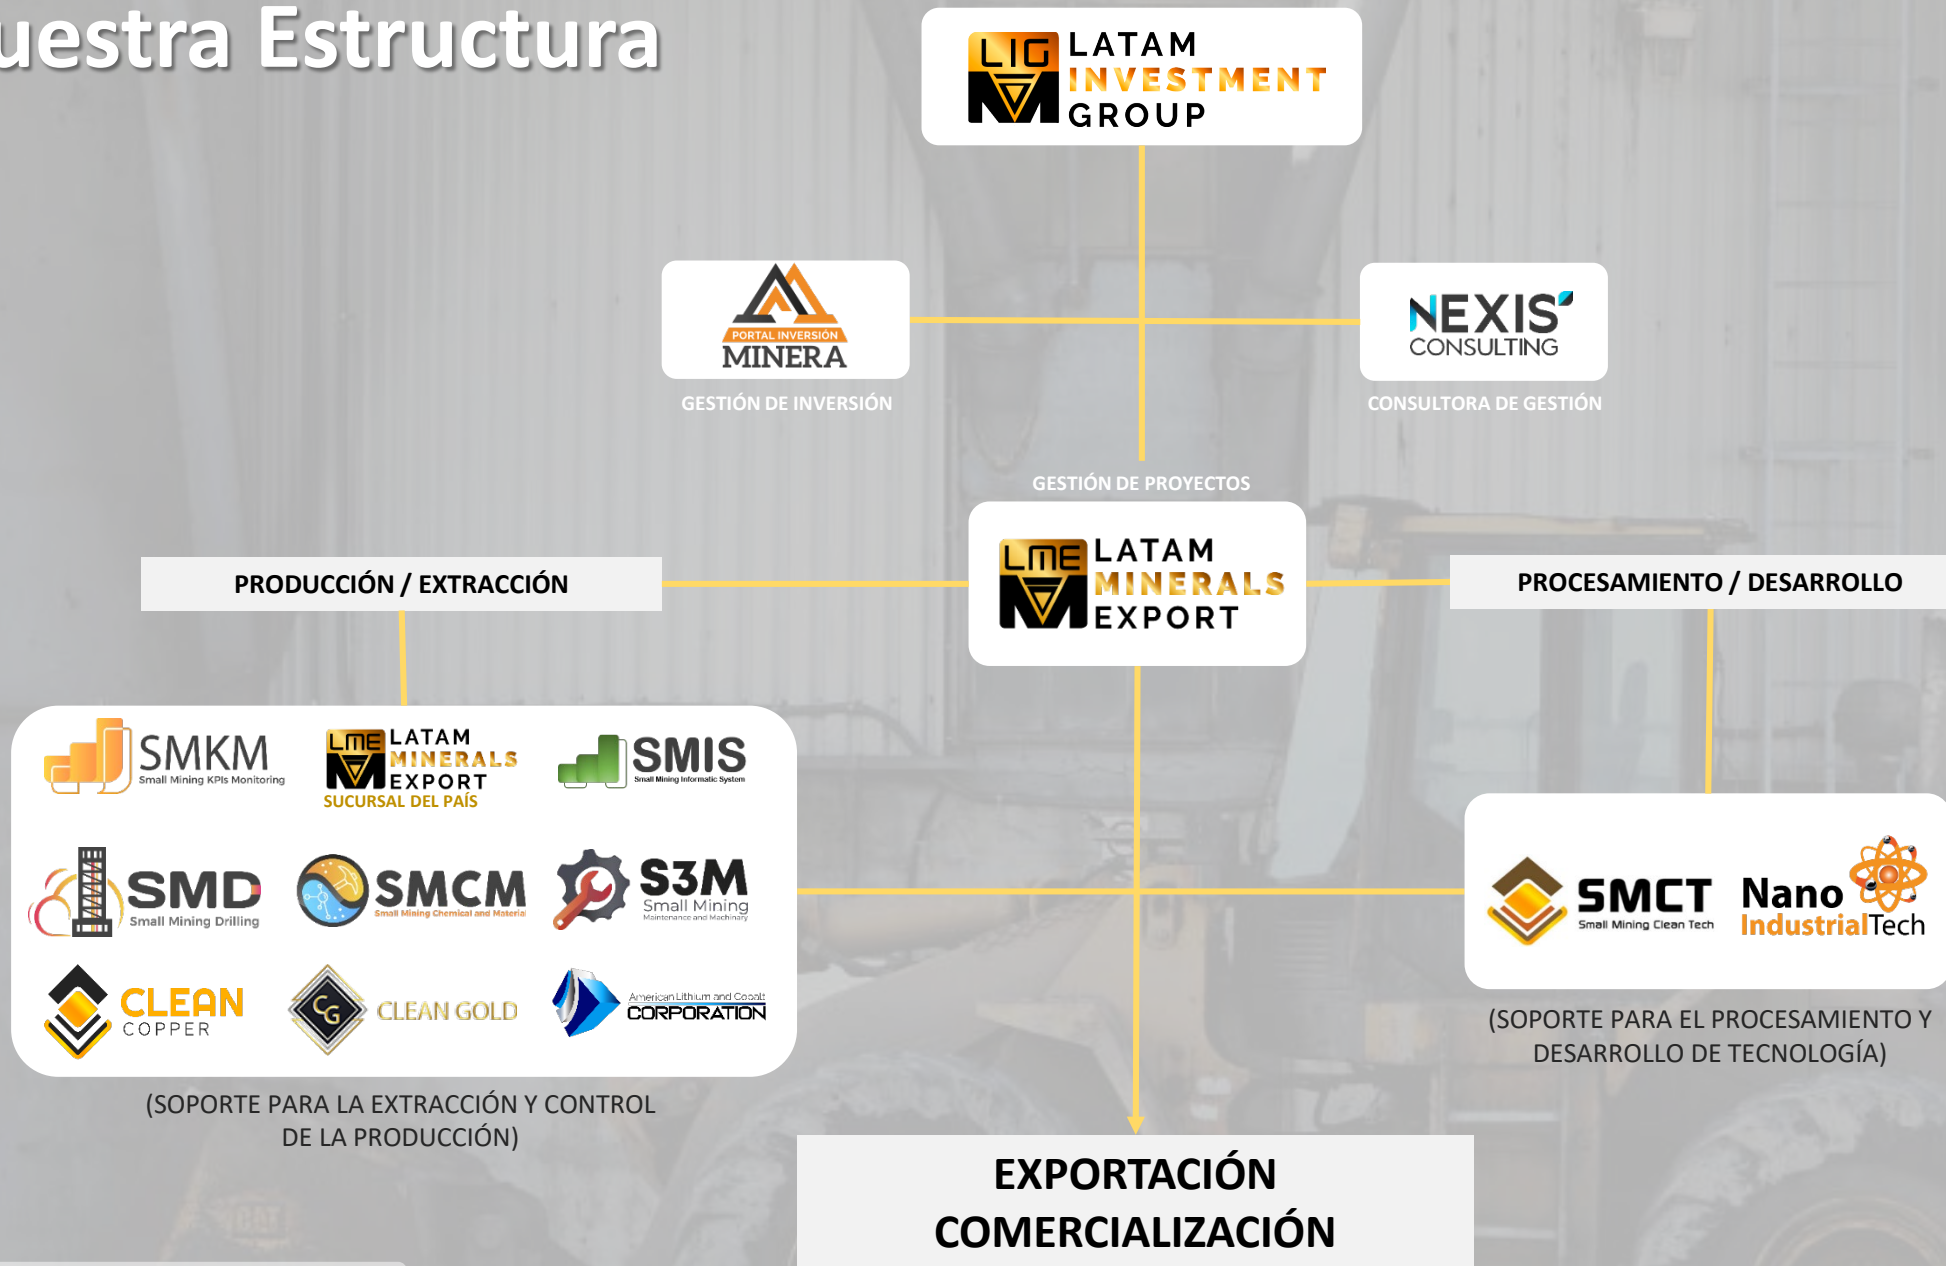 uestra Estructura
LIG
LATAM
INVESTMENT
GROUP
PORTAL INVERSIÓN
MINERA
GESTIÓN DE INVERSIÓN
NEXIS
CONSULTING
CONSULTORA DE GESTIÓN
GESTIÓN DE PROYECTOS
LME
LATAM
MINERALS
EXPORT
PRODUCCIÓN / EXTRACCIÓN
PROCESAMIENTO / DESARROLLO
SMKM
Small Mining KPIs Monitoring
LME
LATAM
MINERALS
EXPORT
SUCURSAL DEL PAÍS
SMIS
Small Mining Informatic System
SMD
Small Mining Drilling
SMCM
Small Mining Chemical and Material
S3M
Small Mining
Maintenance and Machinary
CLEAN
COPPER
CG
CLEAN GOLD
American Lithium and Cobalt
CORPORATION
(SOPORTE PARA LA EXTRACCIÓN Y CONTROL
DE LA PRODUCCIÓN)
SMCT
Small Mining Clean Tech
Nano
IndustrialTech
(SOPORTE PARA EL PROCESAMIENTO Y
DESARROLLO DE TECNOLOGÍA)
EXPORTACIÓN
COMERCIALIZACIÓN